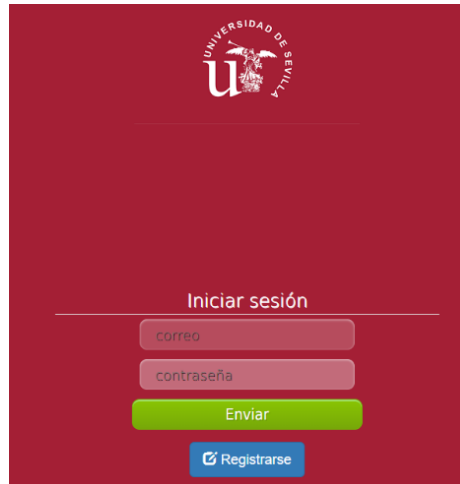 UNIVERSIDAD DE SEVILLA
Iniciar sesión
correo
contraseña
Enviar
Registrarse